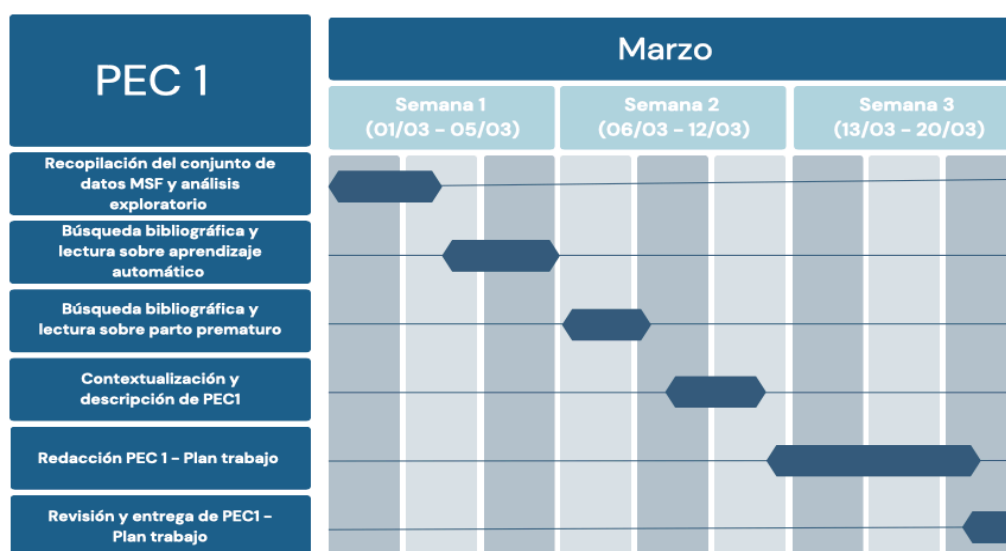 PEC 1
Marzo
Semana 1
(01/03 - 05/03)
Semana 2
(06/03 - 12/03)
Semana 3
(13/03 - 20/03)
Recopilación del conjunto de
datos MSF y análisis
exploratorio
Búsqueda bibliográfica y
lectura sobre aprendizaje
automático
Búsqueda bibliográfica y
lectura sobre parto prematuro
Contextualización y
descripción de PEC1
Redacción PEC 1 - Plan trabajo
Revisión y entrega de PEC1 -
Plan trabajo